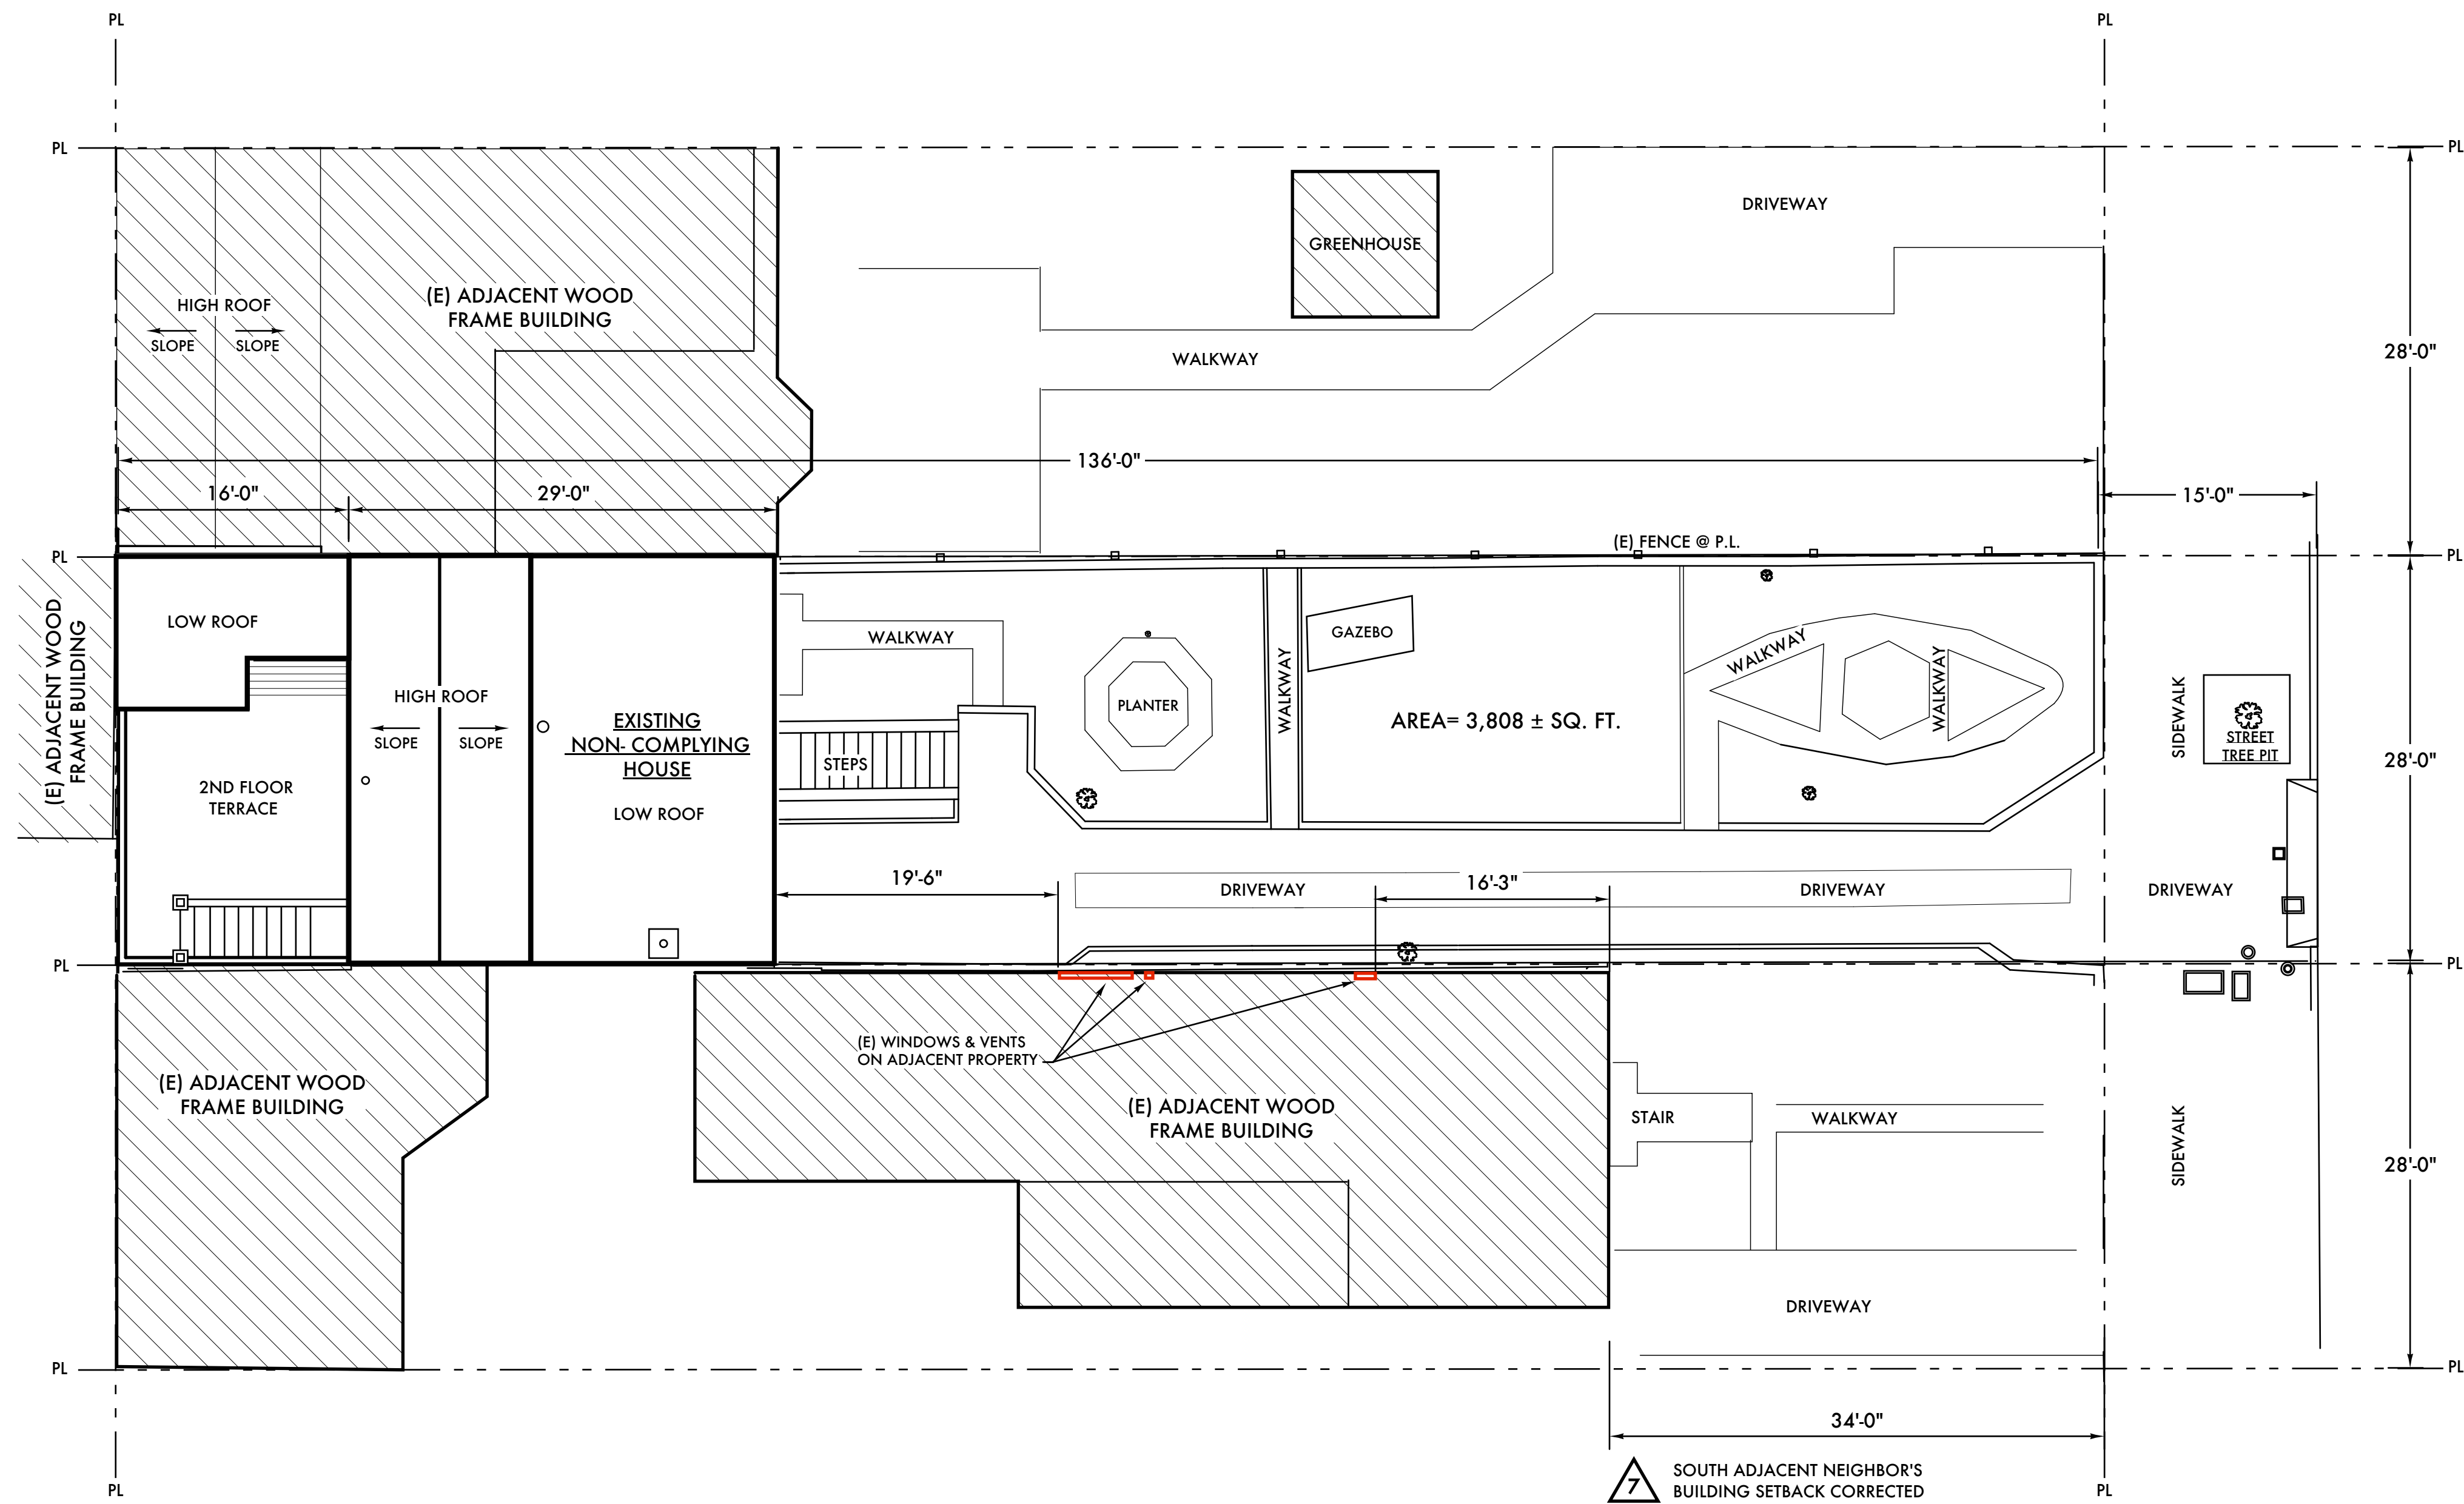 PL
PL
PL
PL
DRIVEWAY
GREENHOUSE
(E) ADJACENT WOOD
FRAME BUILDING
HIGH ROOF
SLOPE
SLOPE
WALKWAY
28'-0"
136'-0"
16'-0"
29'-0"
15'-0"
(E) FENCE @ P.L.
PL
PL
(E) ADJACENT WOOD
FRAME BUILDING
LOW ROOF
WALKWAY
GAZEBO
WALKWAY
WALKWAY
WALKWAY
PLANTER
HIGH ROOF
SLOPE
SLOPE
EXISTING
NON- COMPLYING
HOUSE
LOW ROOF
STEPS
AREA= 3,808 ± SQ. FT.
SIDEWALK
STREET
TREE PIT
28'-0"
2ND FLOOR
TERRACE
19'-6"
DRIVEWAY
16'-3"
DRIVEWAY
DRIVEWAY
PL
PL
(E) WINDOWS & VENTS
ON ADJACENT PROPERTY
(E) ADJACENT WOOD
FRAME BUILDING
(E) ADJACENT WOOD
FRAME BUILDING
STAIR
WALKWAY
SIDEWALK
28'-0"
DRIVEWAY
PL
PL
34'-0"
7
SOUTH ADJACENT NEIGHBOR'S
BUILDING SETBACK CORRECTED
PL
PL